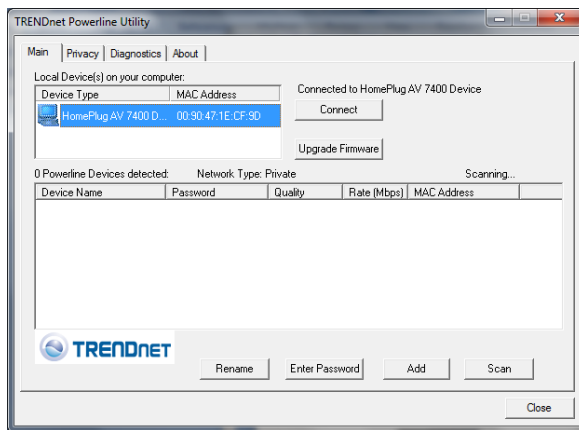 TRENDnet Powerline Utility
Main Privacy Diagnostics About
Local Device(s) on your computer:
Device Type MAC Address
HomePlug AV 7400 D... 00:90:47:1E:CF:9D
Connected to HomePlug AV 7400 Device
Connect
Upgrade Firmware
0 Powerline Devices detected: Network Type: Private Scanning...
Device Name Password Quality Rate (Mbps) MAC Address
TRENDNET
Rename Enter Password Add Scan
Close